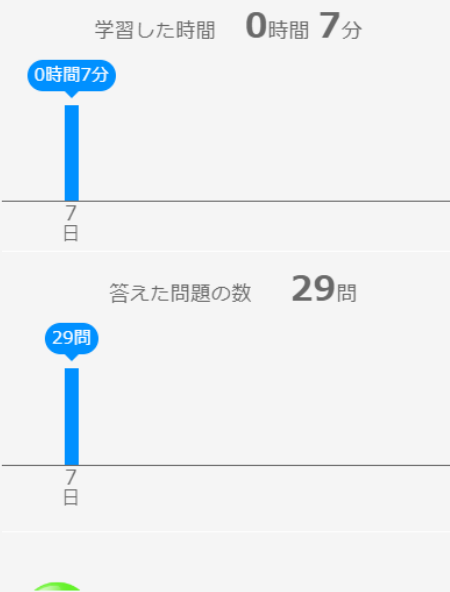 学習した時間 0時間 7分
0時間7分
7
日
答えた問題の数 29問
29問
7
日